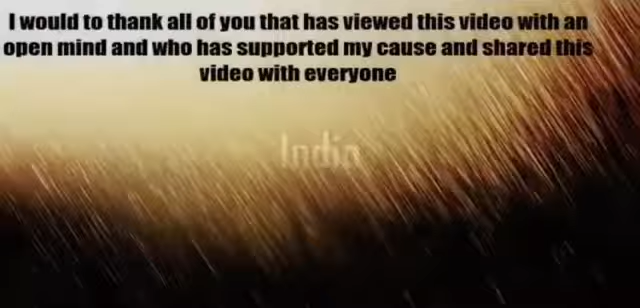 I would to thank all of you that has viewed this video with an
open mind and who has supported my cause and shared this
video with everyone
India